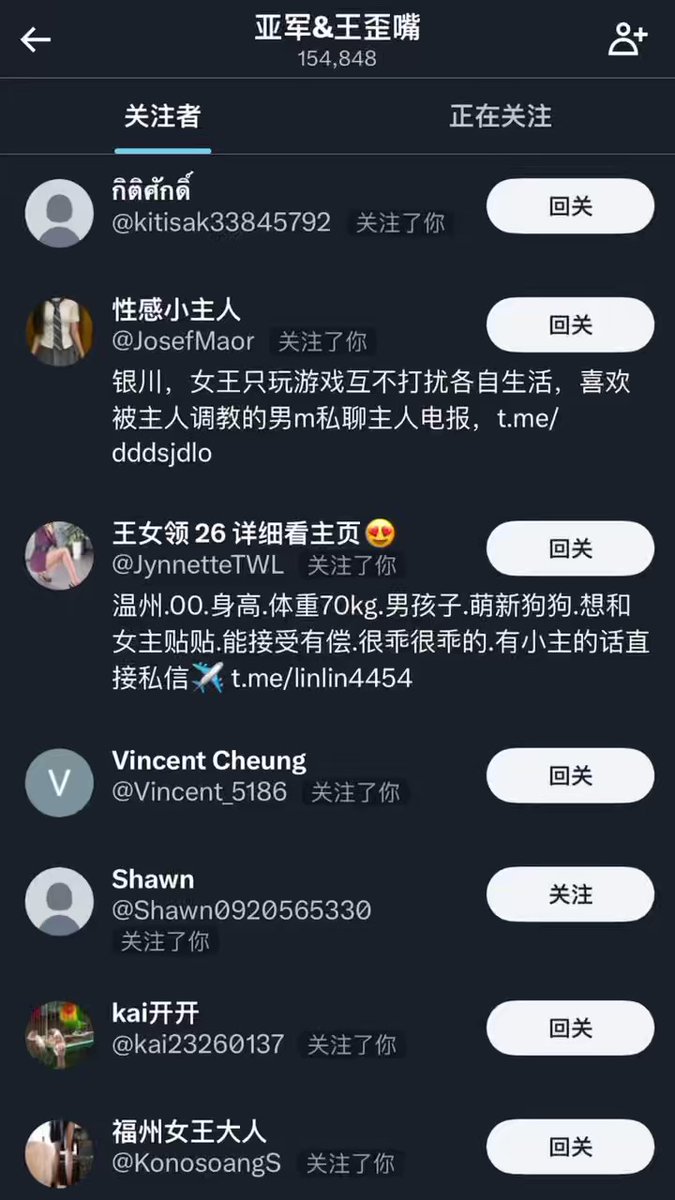 亚军&王歪嘴
154,848
关注者
正在关注
กิติศักดิ์
@kitisak33845792 关注了你
回关
性感小主人
@JosefMaor 关注了你
回关
银川，女王只玩游戏互不打扰各自生活，喜欢
被主人调教的男m私聊主人电报，t.me/
dddsjdlo
王女领 26 详细看主页😍
@JynnetteTWL 关注了你
回关
温州.00.身高.体重70kg.男孩子.萌新狗狗.想和
女主贴贴.能接受有偿.很乖很乖的.有小主的话直
接私信✈️ t.me/linlin4454
V
Vincent Cheung
@Vincent_5186 关注了你
回关
Shawn
@Shawn0920565330
关注了你
关注
kai开开
@kai23260137 关注了你
回关
福州女王大人
@KonosoangS 关注了你
回关